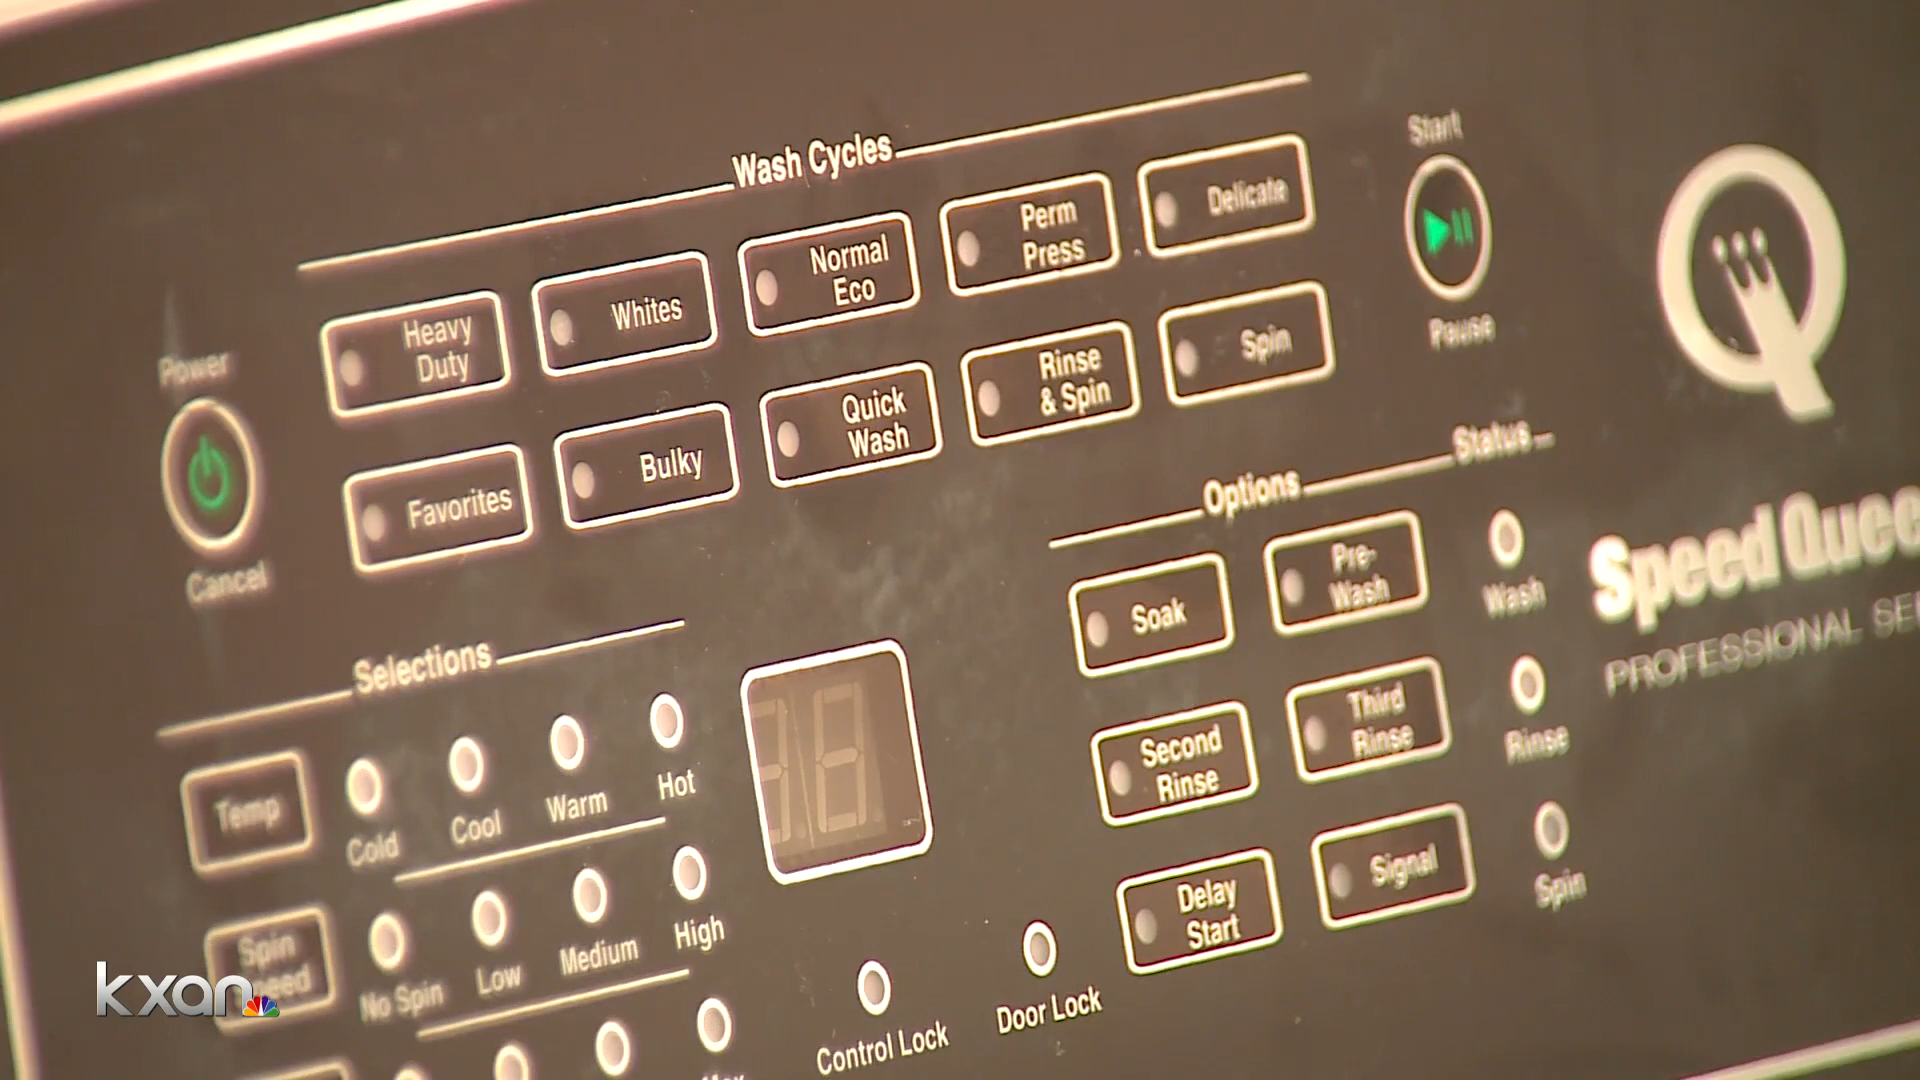 Wash Cycles
Heavy
Duty
Whites
Normal
Eco
Perm
Press
Delicate
Start
Pause
Power
Cancel
Favorites
Bulky
Quick
Wash
Rinse
& Spin
Spin
Options
Status
Soak
Pre-
Wash
Wash
Second
Rinse
Third
Rinse
Rinse
Delay
Start
Signal
Spin
Speed Quee
PROFESSIONAL SE
Selections
Temp
Cold
Cool
Warm
Hot
Spin
No Spin
Low
Medium
High
Control Lock
Door Lock
kxan